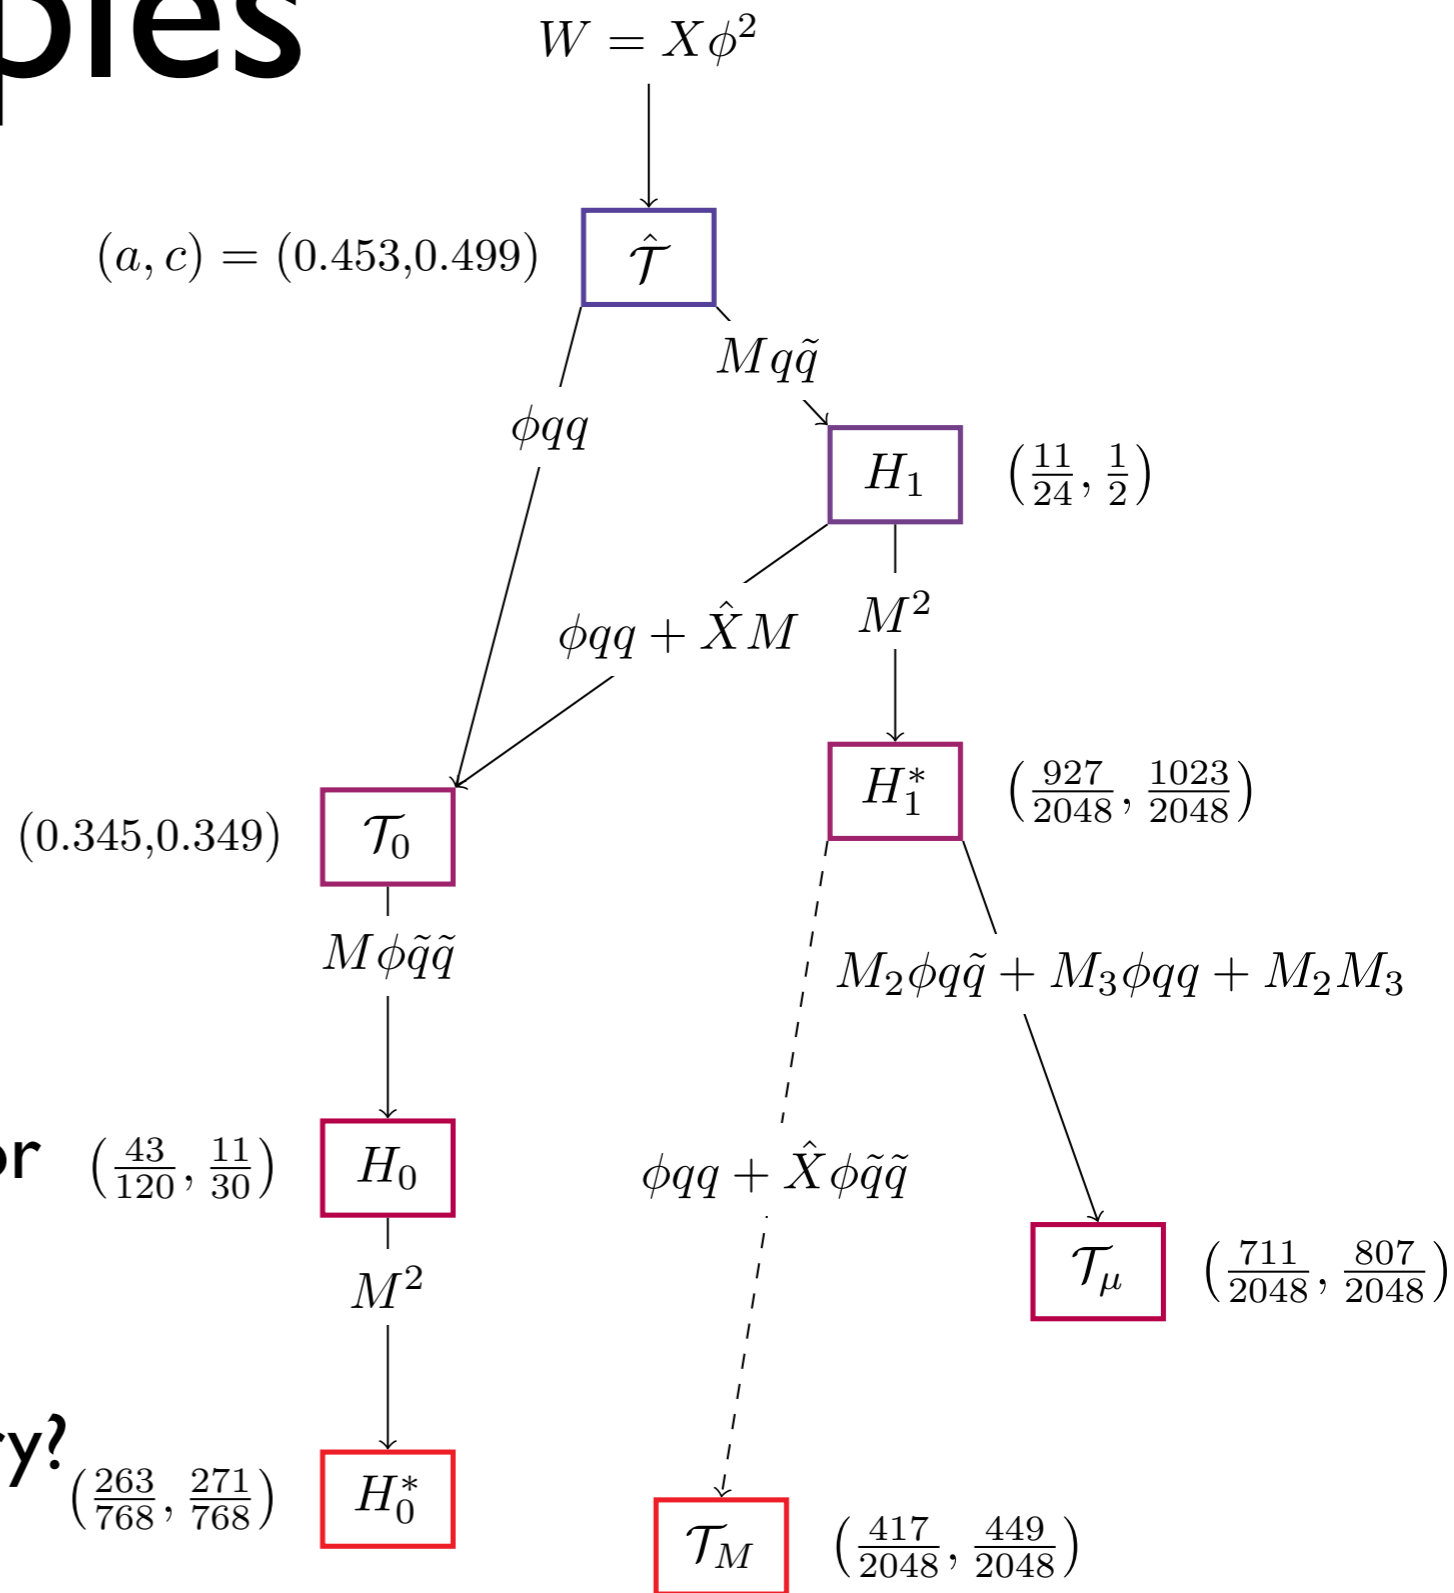 ples
W = Xϕ²
(a, c) = (0.453,0.499)
𝒯̂
Mqq̃
ϕqq
H₁
(11/24, 1/2)
ϕqq + X̂M
M²
H₁*
(927/2048, 1023/2048)
(0.345,0.349)
𝒯₀
Mϕq̃q̃
M₂ϕqq̃ + M₃ϕqq + M₂M₃
or
(43/120, 11/30)
H₀
ϕqq + X̂ϕq̃q̃
M²
𝒯_μ
(711/2048, 807/2048)
ry?
(263/768, 271/768)
H₀*
𝒯_M
(417/2048, 449/2048)